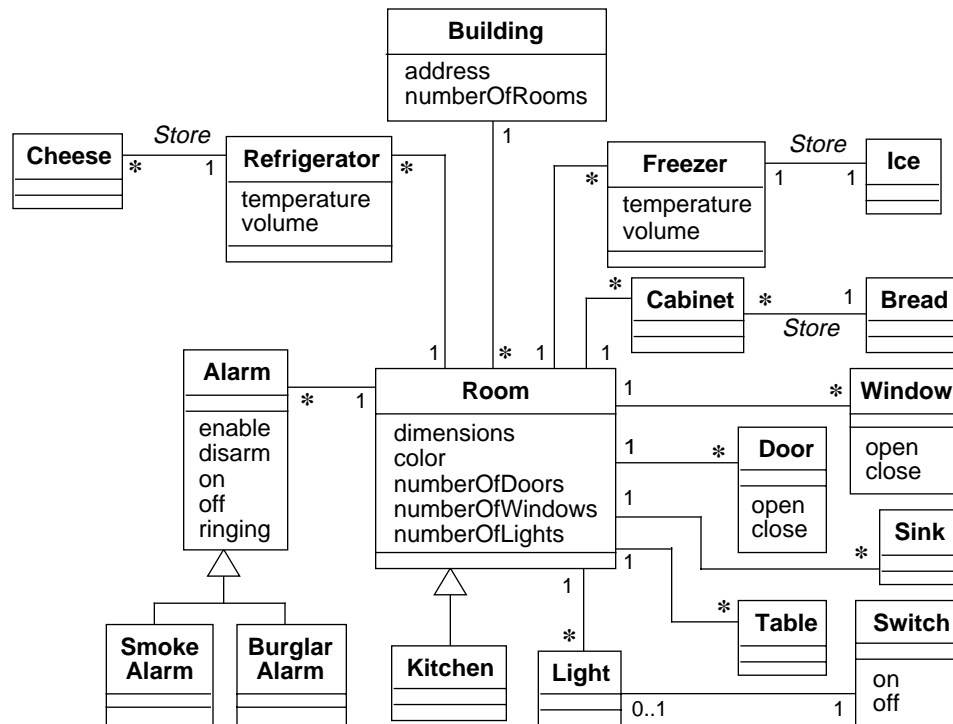 Building
address
numberOfRooms
1
Cheese
*
Store
1
Refrigerator
temperature
volume
*
1
*
Freezer
temperature
volume
*
1
Store
1
Ice
1
Cabinet
*
*
Store
1
Bread
1
Alarm
enable
disarm
on
off
ringing
*
1
Room
dimensions
color
numberOfDoors
numberOfWindows
numberOfLights
1
*
Window
open
close
1
*
Door
open
close
1
*
Sink
1
*
Table
1
*
Smoke
Alarm
Burglar
Alarm
Kitchen
Light
0..1
1
Switch
on
off